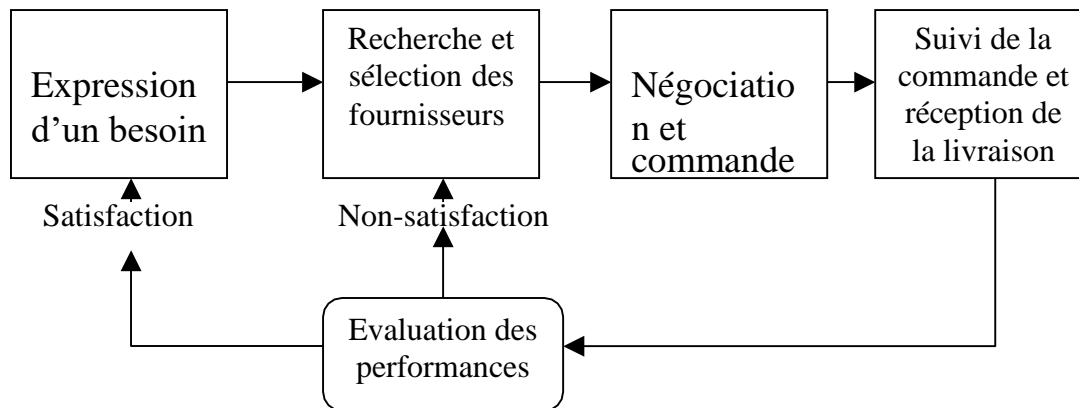 Expression
d’un besoin
Recherche et
sélection des
fournisseurs
Négociatio
n et
commande
Suivi de la
commande et
réception de
la livraison
Satisfaction
Non-satisfaction
Evaluation des
performances